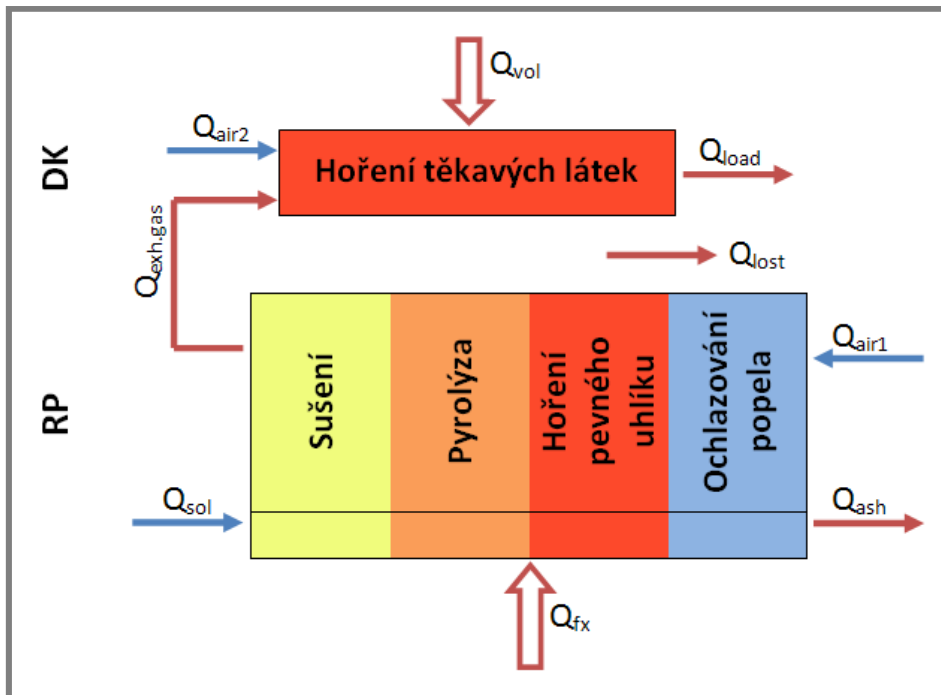 Qvol
Qair2
DK
Hoření těkavých látek
Qload
Qexh.gas
Qlost
Sušení
Pyrolýza
Hoření
pevného
uhlíku
Ochlazování
popela
Qair1
RP
Qsol
Qash
Qfx